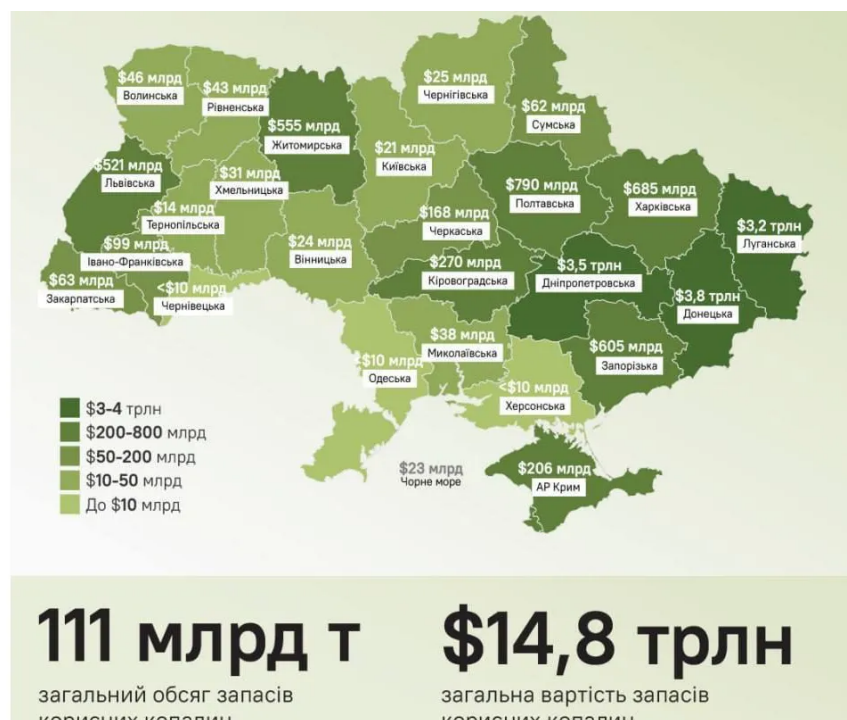 $46 млрд
Волинська
$43 млрд
Рівненська
$555 млрд
Житомирська
$25 млрд
Чернігівська
$62 млрд
Сумська
$21 млрд
Київська
$521 млрд
Львівська
$31 млрд
Хмельницька
$14 млрд
Тернопільська
$99 млрд
Івано-Франківська
$63 млрд
Закарпатська
<$10 млрд
Чернівецька
$24 млрд
Вінницька
$168 млрд
Черкаська
$790 млрд
Полтавська
$685 млрд
Харківська
$3,2 трлн
Луганська
$270 млрд
Кіровоградська
$3,5 трлн
Дніпропетровська
$3,8 трлн
Донецька
$38 млрд
Миколаївська
$605 млрд
Запорізька
<$10 млрд
Одеська
<$10 млрд
Херсонська
$23 млрд
Чорне море
$206 млрд
АР Крим
$3-4 трлн
$200-800 млрд
$50-200 млрд
$10-50 млрд
До $10 млрд
111 млрд т
загальний обсяг запасів
корисних копалин
$14,8 трлн
загальна вартість запасів
корисних копалин